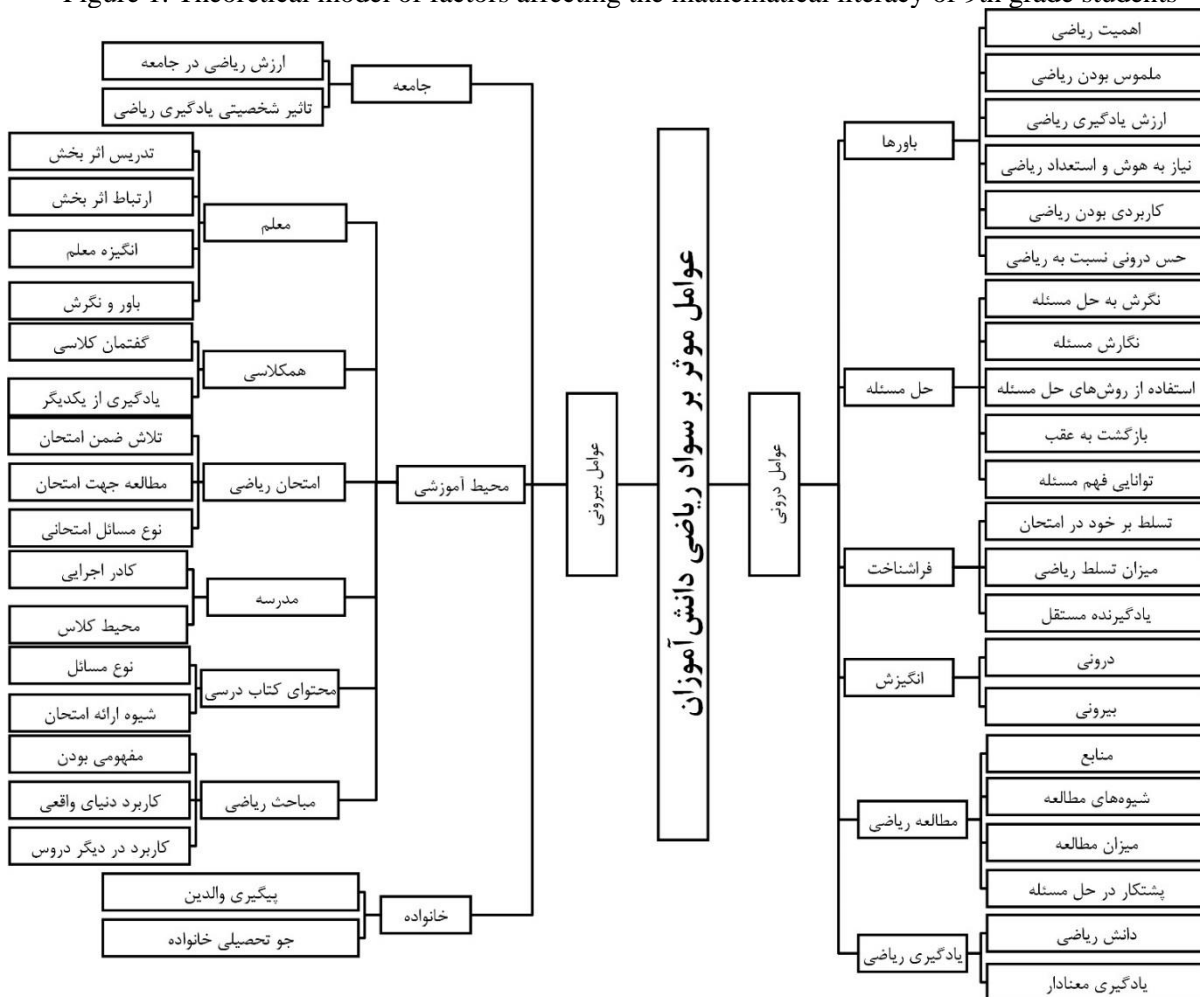 Figure 1: Theoretical model of factors affecting the mathematical literacy of 9th grade students
عوامل موثر بر سواد ریاضی دانش‌آموزان
عوامل درونی
باورها
اهمیت ریاضی
ملموس بودن ریاضی
ارزش یادگیری ریاضی
نیاز به هوش و استعداد ریاضی
کاربردی بودن ریاضی
حس درونی نسبت به ریاضی
حل مسئله
نگرش به حل مسئله
نگارش مسئله
استفاده از روش‌های حل مسئله
بازگشت به عقب
توانایی فهم مسئله
فراشناخت
تسلط بر خود در امتحان
میزان تسلط ریاضی
یادگیرنده مستقل
انگیزش
درونی
بیرونی
مطالعه ریاضی
منابع
شیوه‌های مطالعه
میزان مطالعه
پشتکار در حل مسئله
یادگیری ریاضی
دانش ریاضی
یادگیری معنادار
عوامل بیرونی
جامعه
ارزش ریاضی در جامعه
تاثیر شخصیتی یادگیری ریاضی
محیط آموزشی
معلم
تدریس اثر بخش
ارتباط اثر بخش
انگیزه معلم
باور و نگرش
همکلاسی
گفتمان کلاسی
یادگیری از یکدیگر
امتحان ریاضی
تلاش ضمن امتحان
مطالعه جهت امتحان
نوع مسائل امتحانی
مدرسه
کادر اجرایی
محیط کلاس
محتوای کتاب درسی
نوع مسائل
شیوه ارائه امتحان
مباحث ریاضی
مفهومی بودن
کاربرد دنیای واقعی
کاربرد در دیگر دروس
خانواده
پیگیری والدین
جو تحصیلی خانواده